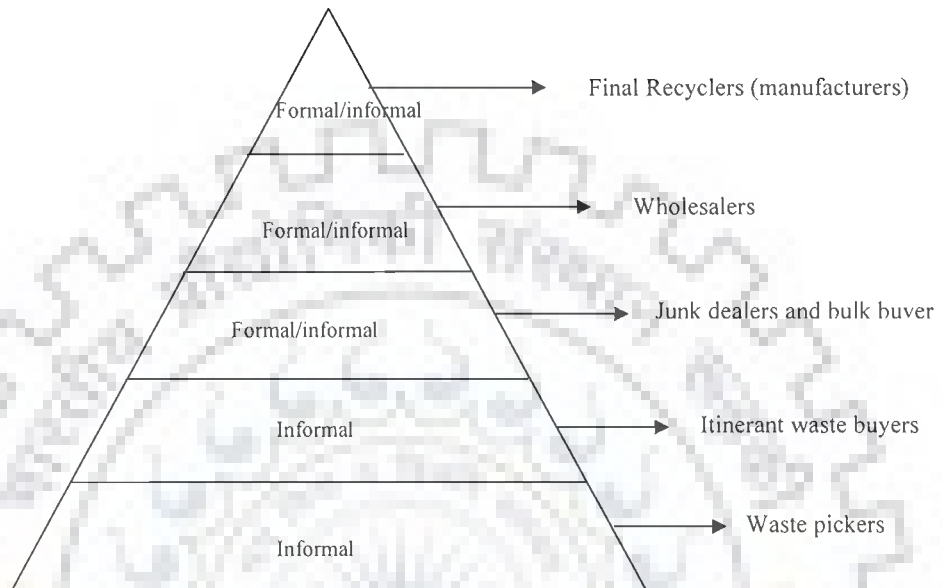 Final Recyclers (manufacturers)
Formal/informal
Wholesalers
Formal/informal
Junk dealers and bulk buver
Formal/informal
Itinerant waste buyers
Informal
Waste pickers
Informal